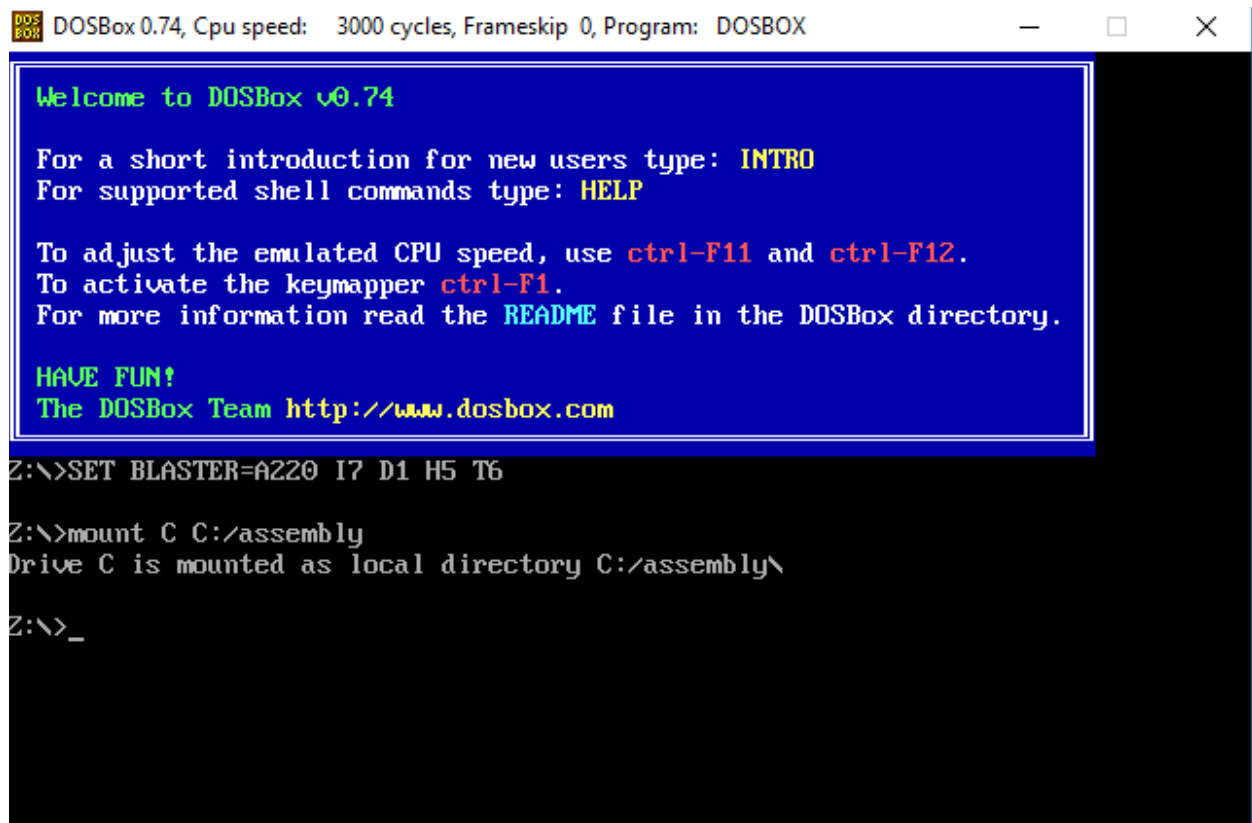 DOS
BOX
DOSBox 0.74, Cpu speed: 3000 cycles, Frameskip 0, Program: DOSBOX
Welcome to DOSBox v0.74
For a short introduction for new users type: INTRO
For supported shell commands type: HELP
To adjust the emulated CPU speed, use ctrl-F11 and ctrl-F12.
To activate the keymapper ctrl-F1.
For more information read the README file in the DOSBox directory.
HAVE FUN!
The DOSBox Team http://www.dosbox.com
Z:\>SET BLASTER=A220 I7 D1 H5 T6
Z:\>mount C C:/assembly
Drive C is mounted as local directory C:/assembly\
Z:\>_